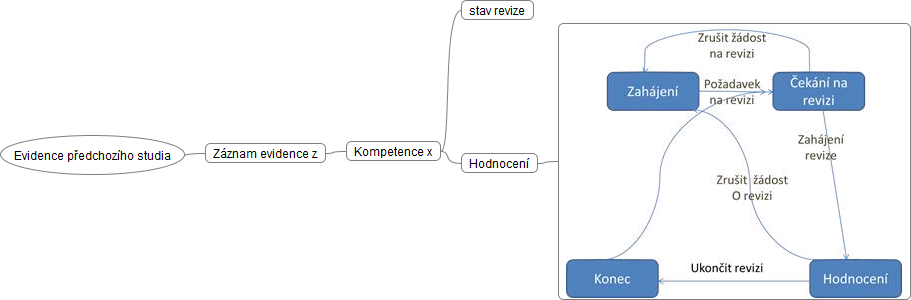 stav revize
Evidence předchozího studia
Záznam evidence z
Kompetence x
Hodnocení
Zrušit žádost
na revizi
Zahájení
Požadavek
na revizi
Čekání na
revizi
Zahájení
revize
Zrušit žádost
O revizi
Konec
Ukončit revizi
Hodnocení